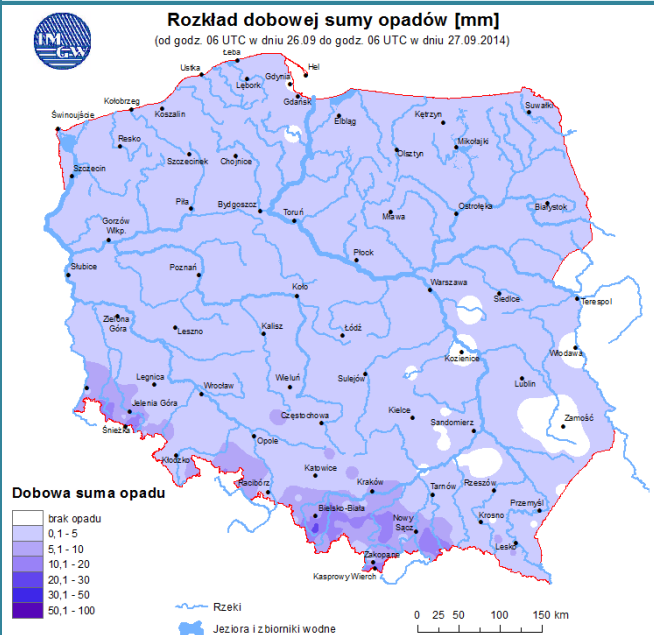 IM
GW
Rozkład dobowej sumy opadów [mm]
(od godz. 06 UTC w dniu 26.09 do godz. 06 UTC w dniu 27.09.2014)
Łeba
Ustka
Hel
Gdynia
Lębork
Gdańsk
Kołobrzeg
Koszalin
Suwałki
Świnoujście
Elbląg
Kętrzyn
Resko
Mikołajki
Olsztyn
Szczecinek
Chojnice
Szczecin
Piła
Bydgoszcz
Toruń
Mława
Ostrołęka
Białystok
Gorzów
Wlkp.
Płock
Słubice
Poznań
Koło
Warszawa
Siedlce
Terespol
Zielona
Góra
Leszno
Kalisz
Łódź
Kozienice
Włodawa
Legnica
Wrocław
Wieluń
Sulejów
Lublin
Jelenia Góra
Częstochowa
Kielce
Sandomierz
Zamość
Śnieżka
Opole
Kłodzko
Katowice
Racibórz
Kraków
Tarnów
Rzeszów
Przemyśl
Bielsko-Biała
Nowy
Sącz
Krosno
Lesko
Zakopane
Kasprowy Wierch
Dobowa suma opadu
brak opadu
0,1 - 5
5,1 - 10
10,1 - 20
20,1 - 30
30,1 - 50
50,1 - 100
Rzeki
Jeziora i zbiorniki wodne
0 25 50 100 150 km